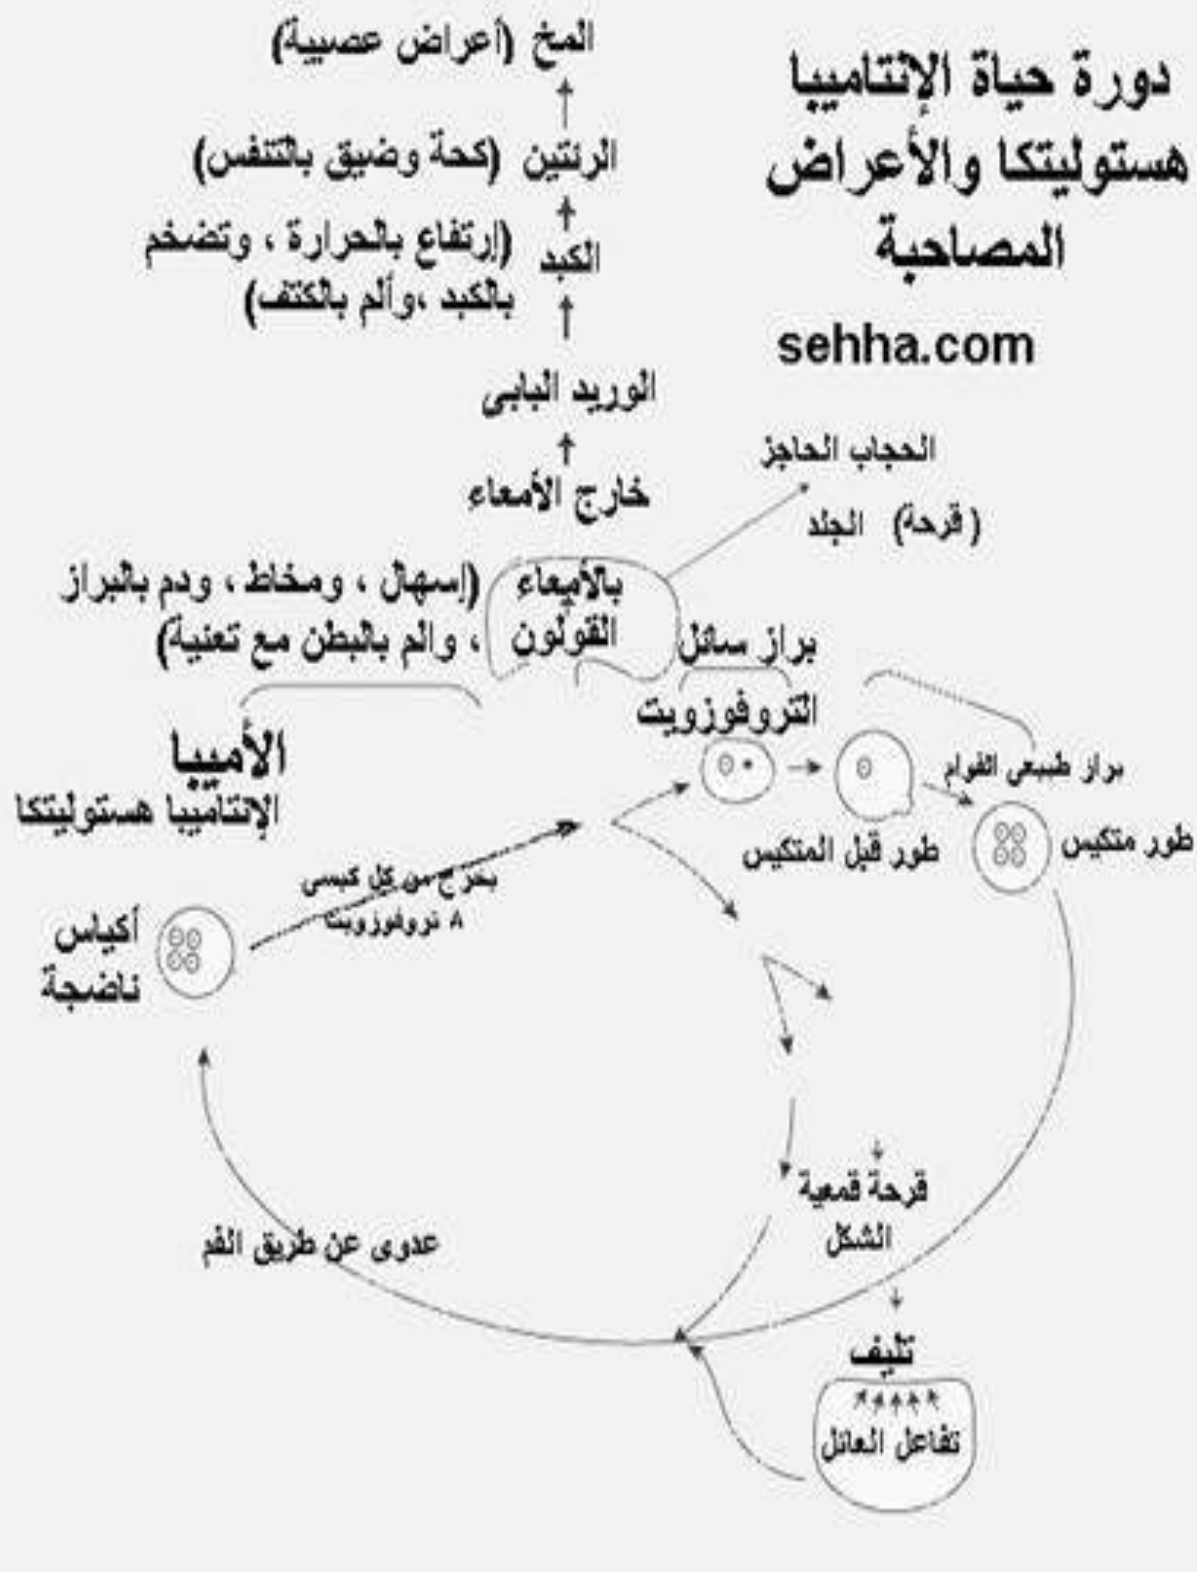 دورة حياة الإنتاميبا
هستوليتكا والأعراض
المصاحبة
sehha.com
المخ (أعراض عصبية)
الرئتين (كحة وضيق بالتنفس)
الكبد (إرتفاع بالحرارة ، وتضخم
بالكبد ،وألم بالكتف)
الوريد البابى
خارج الأمعاء
الحجاب الحاجز
الجلد (قرحة)
بالأمعاء (إسهال ، ومخاط ، ودم بالبراز
القولون ، والم بالبطن مع تعنية)
براز سائل
التروفوزويت
براز طبيعى القوام
طور قبل المتكيس
طور متكيس
الأميبا
الإنتاميبا هستوليتكا
يخرج من كل كيسى
٨ تروفوزويت
أكياس
ناضجة
قرحة قمعية
الشكل
عدوى عن طريق الفم
تليف
تفاعل العائل